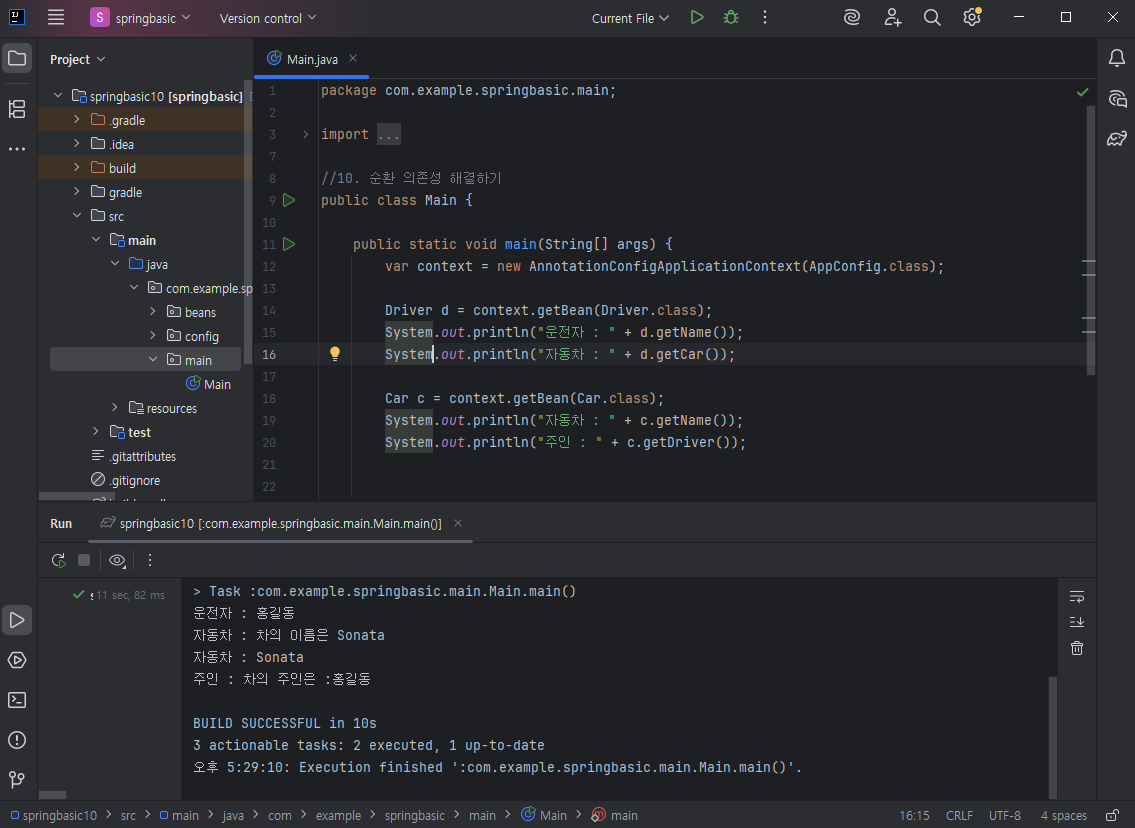 S springbasic Version control Current File
Project
Main.java
springbasic10 [springbasic]
.gradle
.idea
build
gradle
src
main
java
com.example.sp
beans
config
main
Main
resources
test
.gitattributes
.gitignore
1 package com.example.springbasic.main;
2
3 import ...
7
8 //10. 순환 의존성 해결하기
9 public class Main {
10
11 public static void main(String[] args) {
12 var context = new AnnotationConfigApplicationContext(AppConfig.class);
13
14 Driver d = context.getBean(Driver.class);
15 System.out.println("운전자 : " + d.getName());
16 System.out.println("자동차 : " + d.getCar());
17
18 Car c = context.getBean(Car.class);
19 System.out.println("자동차 : " + c.getName());
20 System.out.println("주인 : " + c.getDriver());
21
22
Run springbasic10 [:com.example.springbasic.main.Main.main()]
11 sec, 82 ms
> Task :com.example.springbasic.main.Main.main()
운전자 : 홍길동
자동차 : 차의 이름은 Sonata
자동차 : Sonata
주인 : 차의 주인은 :홍길동
BUILD SUCCESSFUL in 10s
3 actionable tasks: 2 executed, 1 up-to-date
오후 5:29:10: Execution finished ':com.example.springbasic.main.Main.main()'.
springbasic10 > src > main > java > com > example > springbasic > main > Main > main 16:15 CRLF UTF-8 4 spaces